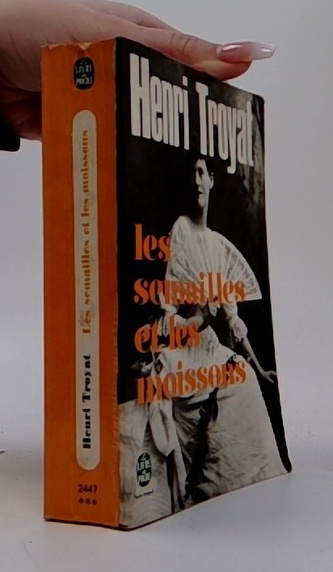 Henri Troyat
les
semailles
et les
moissons
LE
LIVRE
de
POCHE
LE
LIVRE
de
POCHE
Henri Troyat Les semailles et les moissons
2447